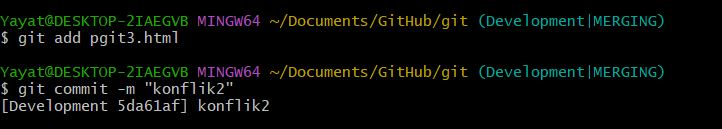 Yayat@DESKTOP-2IAEGVB MINGW64 ~/Documents/GitHub/git (Development|MERGING)
$ git add pgit3.html
Yayat@DESKTOP-2IAEGVB MINGW64 ~/Documents/GitHub/git (Development|MERGING)
$ git commit -m "konflik2"
[Development 5da61af] konflik2